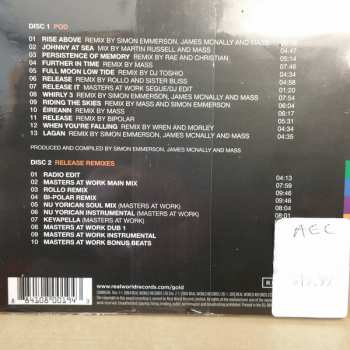 DISC 1 POD
01 RISE ABOVE REMIX BY SIMON EMMERSON, JAMES MCNALLY AND MASS
02 JOHNNY AT SEA MIX BY MARTIN RUSSELL AND MASS 04:47
03 PERSISTENCE OF MEMORY REMIX BY RAE AND CHRISTIAN 05:14
04 FURTHER IN TIME REMIX BY MASS 07:46
05 FULL MOON LOW TIDE REMIX BY DJ TOSHIO 04:34
06 RELEASE REMIX BY ROLLO AND SISTER BLISS 04:58
07 RELEASE IT MASTERS AT WORK SEGUE/DJ EDIT
08 WHIRLY 3 REMIX BY SIMON EMMERSON, JAMES MCNALLY AND MASS 07:54
09 RIDING THE SKIES REMIX BY MASS AND SIMON EMMERSON 06:04
10 ÉIREANN REMIX BY MASS
11 RELEASE REMIX BY BIPOLAR 05:31
12 WHEN YOU'RE FALLING REMIX BY WREN AND MORLEY
13 LAGAN REMIX BY SIMON EMMERSON, JAMES MCNALLY AND MASS 04:35
PRODUCED AND COMPILED BY SIMON EMMERSON, JAMES MCNALLY AND MASS
DISC 2 RELEASE REMIXES
01 RADIO EDIT 04:13
02 MASTERS AT WORK MAIN MIX 07:59
03 ROLLO REMIX 09:46
04 BI-POLAR REMIX
05 NU YORICAN SOUL MIX (MASTERS AT WORK) 08:04
06 NU YORICAN INSTRUMENTAL (MASTERS AT WORK) 08:01
07 KEYAPELLA (MASTERS AT WORK)
08 MASTERS AT WORK DUB 1
09 MASTERS AT WORK INSTRUMENTAL
10 MASTERS AT WORK BONUS BEATS
MEC
www.realworldrecords.com/gold